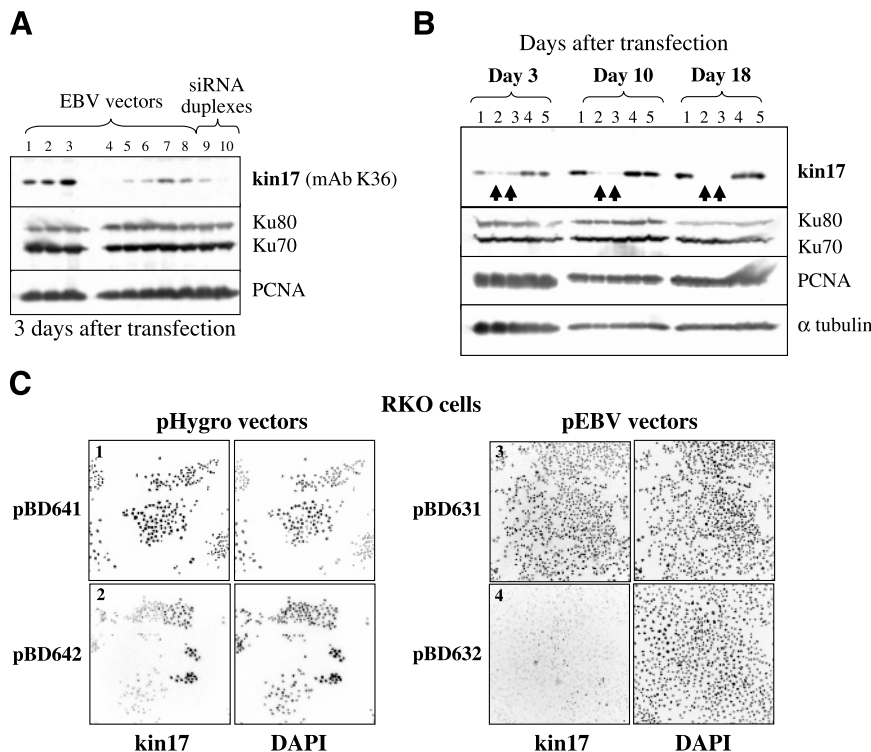 A
EBV vectors
siRNA
duplexes
1 2 3 4 5 6 7 8 9 10
kin17 (mAb K36)
Ku80
Ku70
PCNA
3 days after transfection
B
Days after transfection
Day 3 Day 10 Day 18
1 2 3 4 5 1 2 3 4 5 1 2 3 4 5
kin17
Ku80
Ku70
PCNA
α tubulin
C
RKO cells
pHygro vectors
pEBV vectors
1
pBD641
2
pBD642
kin17 DAPI
3
pBD631
4
pBD632
kin17 DAPI